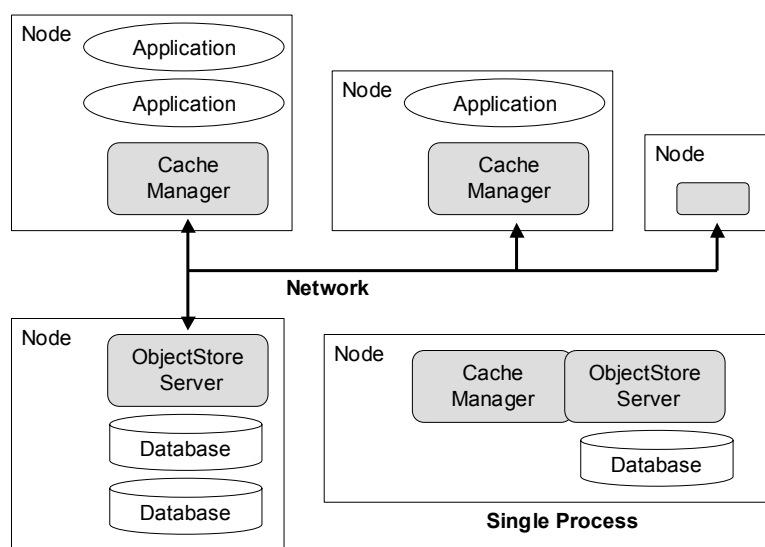 Node
Application
Application
Cache
Manager
Node
Application
Cache
Manager
Node
Network
Node
ObjectStore
Server
Database
Database
Node
Cache
Manager
ObjectStore
Server
Database
Single Process